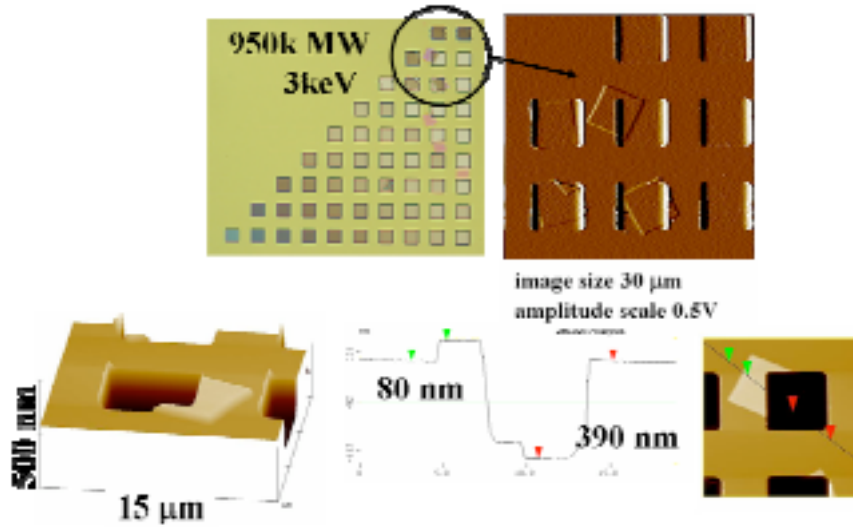 950k MW
3keV
image size 30 μm
amplitude scale 0.5V
500 nm
15 μm
80 nm
390 nm